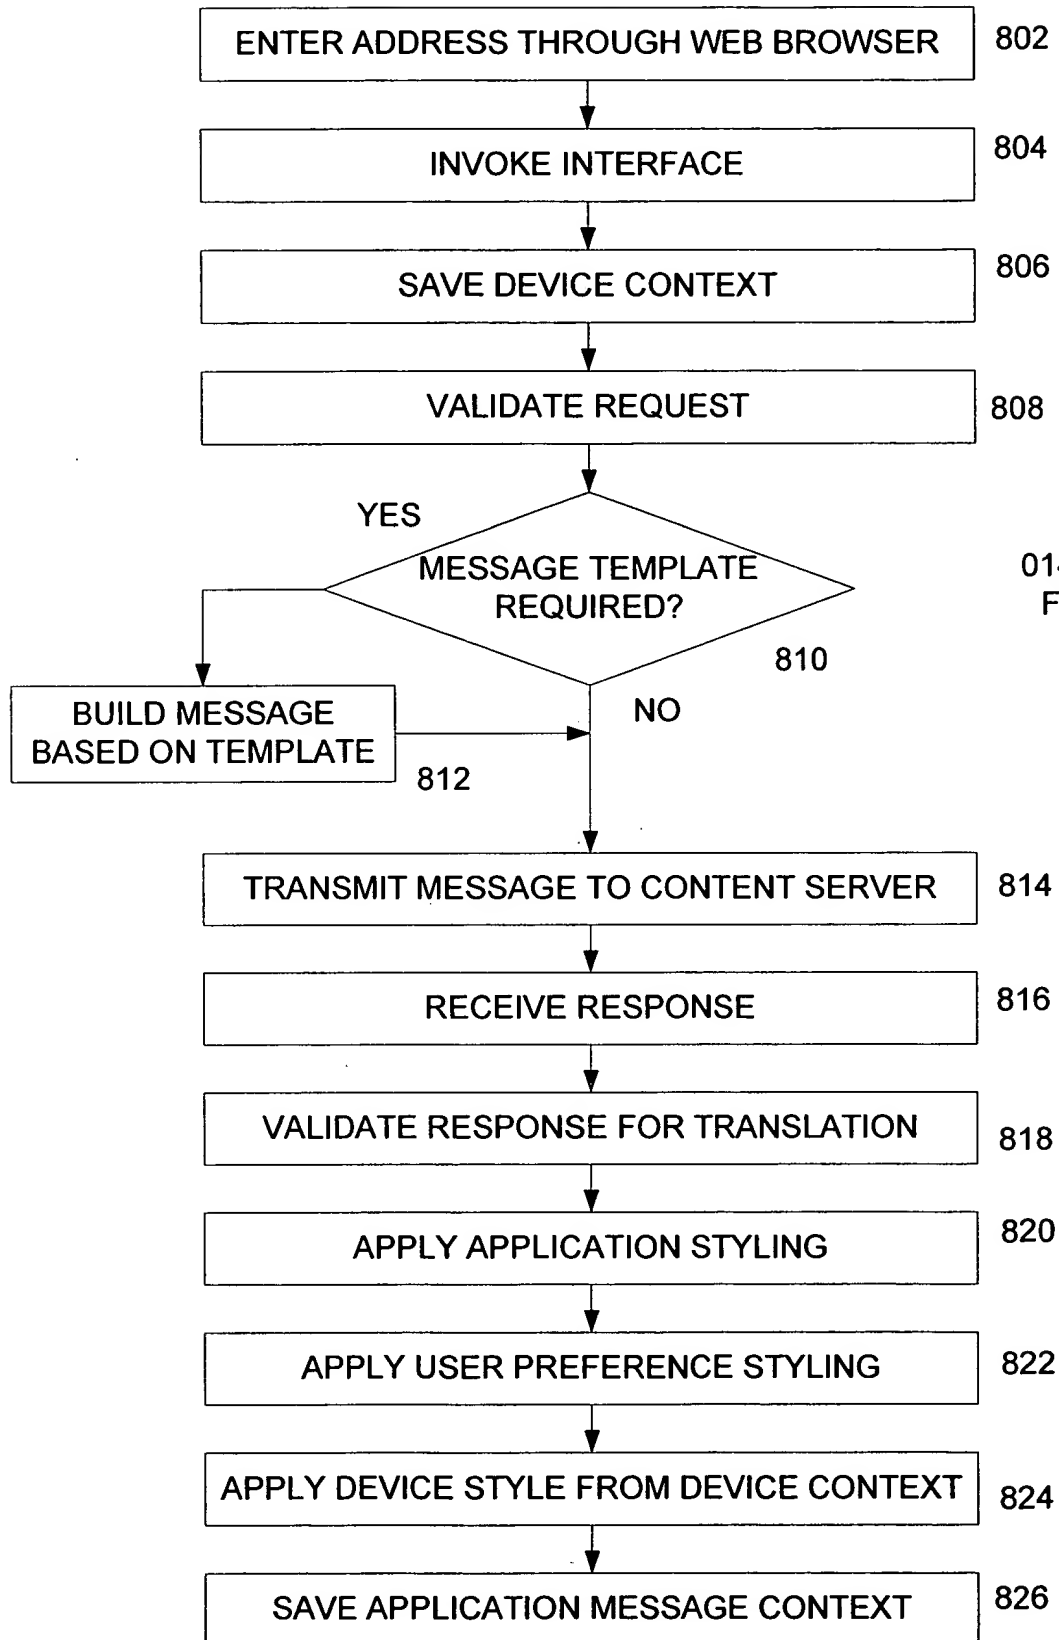 ENTER ADDRESS THROUGH WEB BROWSER 802
INVOKE INTERFACE 804
SAVE DEVICE CONTEXT 806
VALIDATE REQUEST 808
YES
MESSAGE TEMPLATE
REQUIRED?
810
NO
BUILD MESSAGE
BASED ON TEMPLATE
812
TRANSMIT MESSAGE TO CONTENT SERVER 814
RECEIVE RESPONSE 816
VALIDATE RESPONSE FOR TRANSLATION 818
APPLY APPLICATION STYLING 820
APPLY USER PREFERENCE STYLING 822
APPLY DEVICE STYLE FROM DEVICE CONTEXT 824
SAVE APPLICATION MESSAGE CONTEXT 826